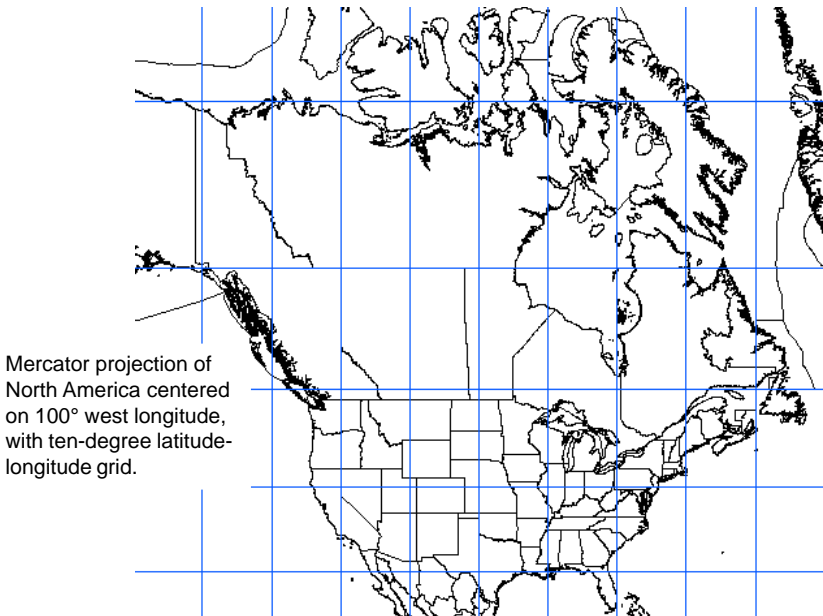 Mercator projection of
North America centered
on 100° west longitude,
with ten-degree latitude-
longitude grid.